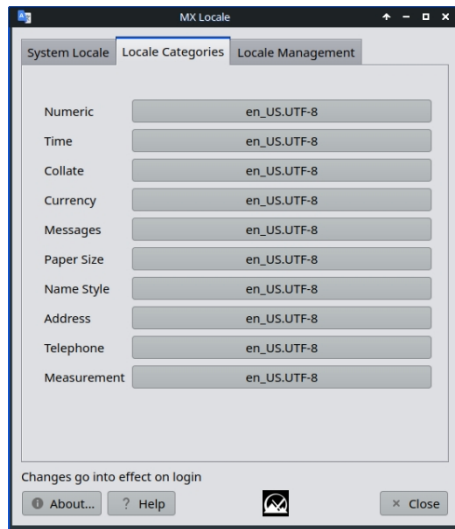 MX Locale
System Locale Locale Categories Locale Management
Numeric en_US.UTF-8
Time en_US.UTF-8
Collate en_US.UTF-8
Currency en_US.UTF-8
Messages en_US.UTF-8
Paper Size en_US.UTF-8
Name Style en_US.UTF-8
Address en_US.UTF-8
Telephone en_US.UTF-8
Measurement en_US.UTF-8
Changes go into effect on login
About... ? Help × Close